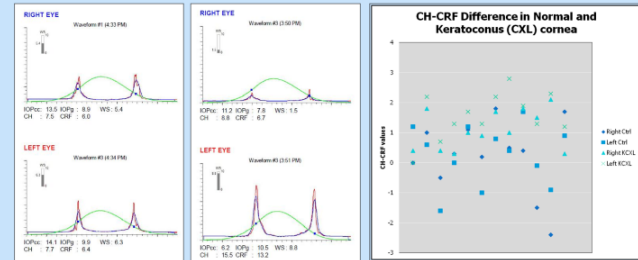 RIGHT EYE
Waveform #1 (4:33 PM)
IOPcc: 13.5 IOPg : 8.9 WS : 5.4
CH : 7.5 CRF : 6.0
LEFT EYE
Waveform #3 (4:34 PM)
IOPcc: 14.1 IOPg : 9.9 WS : 6.3
CH : 7.7 CRF : 6.4
RIGHT EYE
Waveform #3 (3:50 PM)
IOPcc: 11.2 IOPg : 7.8 WS : 1.5
CH : 8.8 CRF : 6.7
LEFT EYE
Waveform #3 (3:51 PM)
IOPcc: 6.2 IOPg : 10.5 WS : 8.8
CH : 15.5 CRF : 13.2
CH-CRF Difference in Normal and
Keratoconus (CXL) cornea
CH-CRF values
4
3
2
1
0
-1
-2
-3
Right Ctrl
Left Ctrl
Right KCXL
Left KCXL